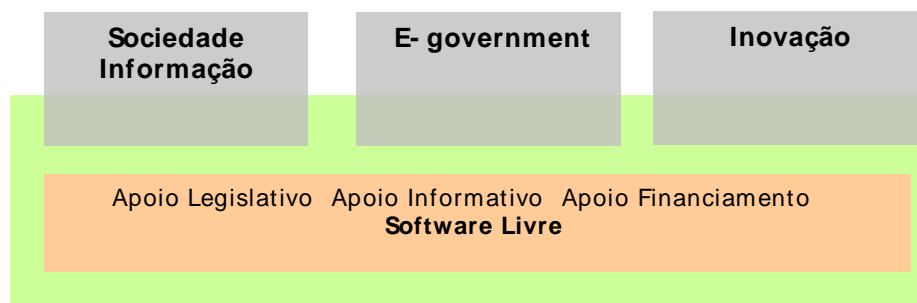 Sociedade
Informação
E- government
Inovação
Apoio Legislativo Apoio Informativo Apoio Financiamento
Software Livre